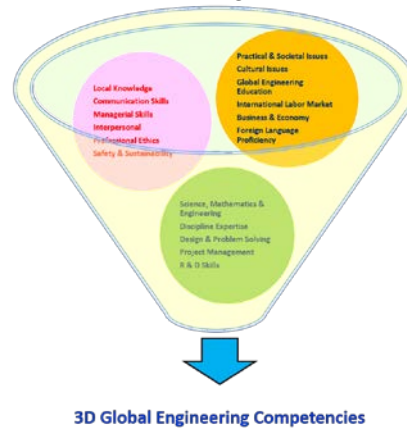 Local Knowledge
Communication Skills
Managerial Skills
Interpersonal
Professional Ethics
Safety & Sustainability
Practical & Societal Issues
Cultural Issues
Global Engineering
Education
International Labor Market
Business & Economy
Foreign Language
Proficiency
Science, Mathematics &
Engineering
Discipline Expertise
Design & Problem Solving
Project Management
R & D Skills
3D Global Engineering Competencies